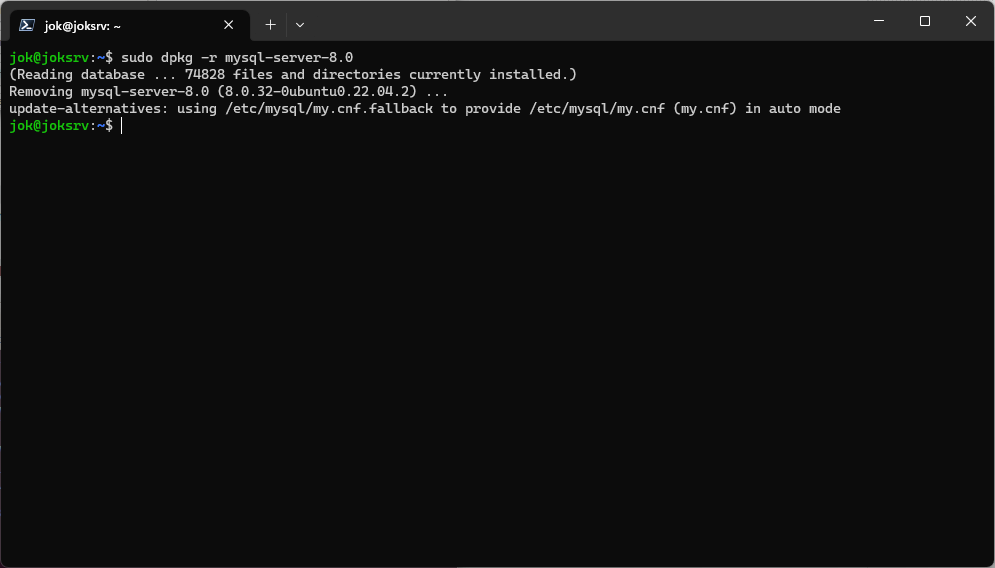 jok@joksrv: ~
jok@joksrv:~$ sudo dpkg -r mysql-server-8.0
(Reading database ... 74828 files and directories currently installed.)
Removing mysql-server-8.0 (8.0.32-0ubuntu0.22.04.2) ...
update-alternatives: using /etc/mysql/my.cnf.fallback to provide /etc/mysql/my.cnf (my.cnf) in auto mode
jok@joksrv:~$